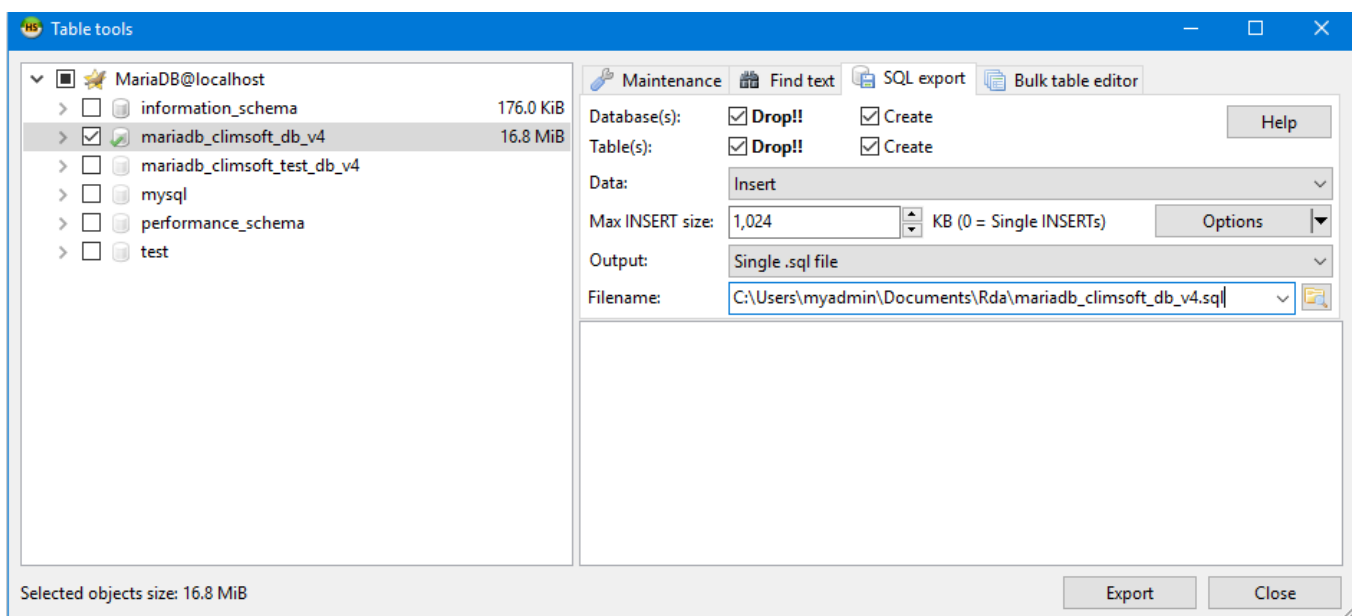 HS Table tools
MariaDB@localhost
information_schema 176.0 KiB
mariadb_climsoft_db_v4 16.8 MiB
mariadb_climsoft_test_db_v4
mysql
performance_schema
test
Maintenance Find text SQL export Bulk table editor
Database(s): Drop!! Create Help
Table(s): Drop!! Create
Data: Insert
Max INSERT size: 1,024 KB (0 = Single INSERTs) Options
Output: Single .sql file
Filename: C:\Users\myadmin\Documents\Rda\mariadb_climsoft_db_v4.sql
Selected objects size: 16.8 MiB Export Close